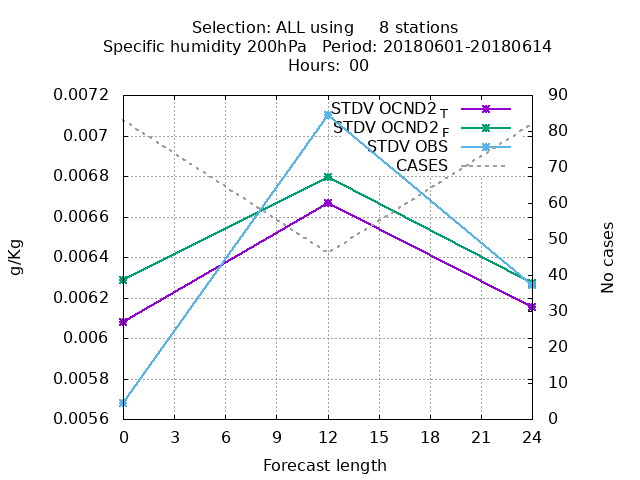 Selection: ALL using 8 stations
Specific humidity 200hPa Period: 20180601-20180614
Hours: 00
0.0072
0.007
0.0068
0.0066
0.0064
0.0062
0.006
0.0058
0.0056
g/Kg
STDV OCND2 T
STDV OCND2 F
STDV OBS
CASES
90
80
70
60
50
40
30
20
10
0
No cases
0 3 6 9 12 15 18 21 24
Forecast length